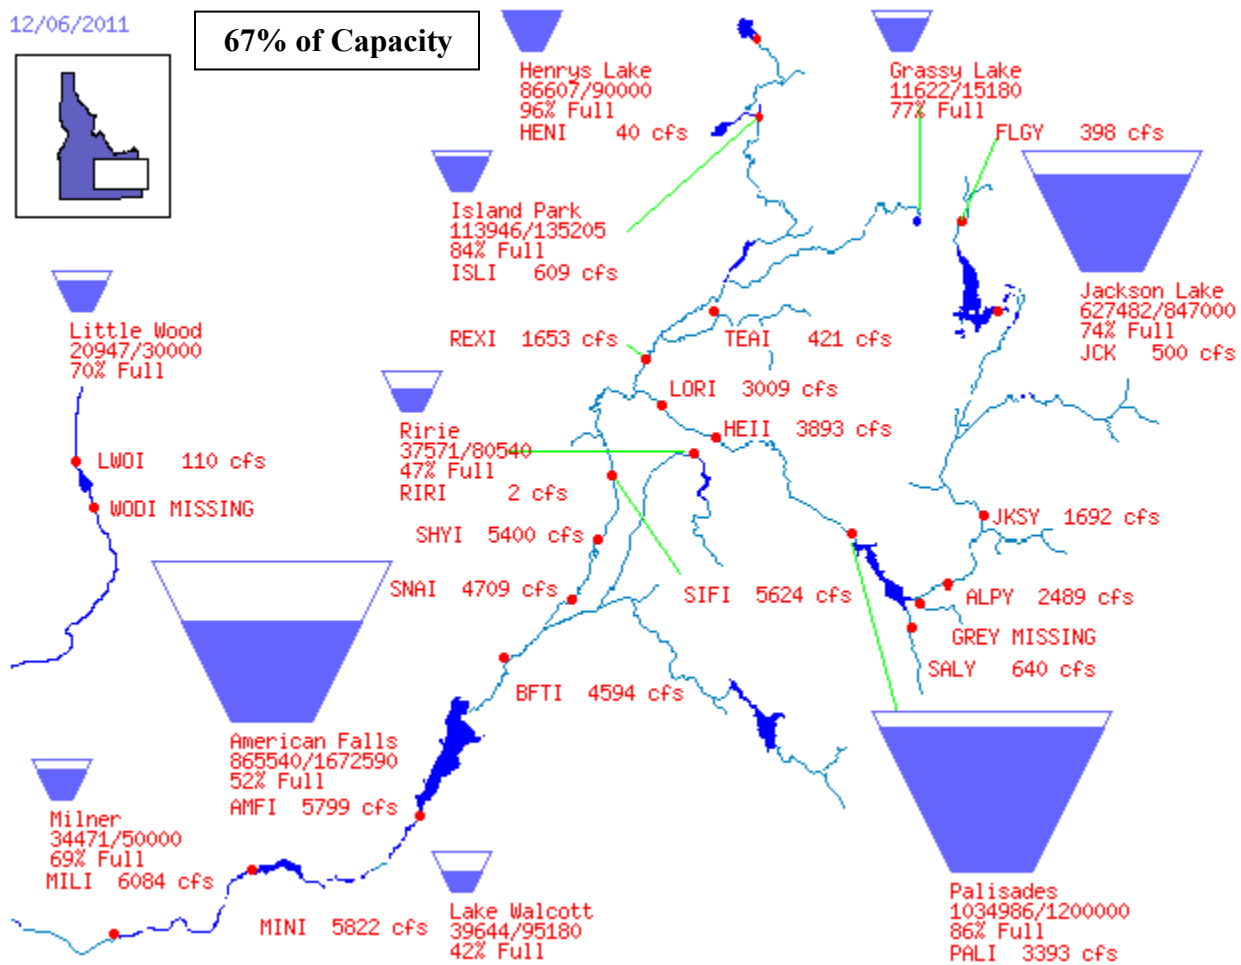 12/06/2011
67% of Capacity
Henrys Lake
86607/90000
96% Full
HENI 40 cfs
Grassy Lake
11622/15180
77% Full
FLGY 398 cfs
Island Park
113946/135205
84% Full
ISLI 609 cfs
Jackson Lake
627482/847000
74% Full
JCK 500 cfs
Little Wood
20947/30000
70% Full
REXI 1653 cfs
TEAI 421 cfs
LORI 3009 cfs
HEII 3893 cfs
Ririe
37571/80540
47% Full
RIRI 2 cfs
LWOI 110 cfs
WODI MISSING
SHYI 5400 cfs
JKSY 1692 cfs
SNAI 4709 cfs
SIFI 5624 cfs
ALPY 2489 cfs
GREY MISSING
SALY 640 cfs
BFTI 4594 cfs
American Falls
865540/1672590
52% Full
AMFI 5799 cfs
Milner
34471/50000
69% Full
MILI 6084 cfs
MINI 5822 cfs
Lake Walcott
39644/95180
42% Full
Palisades
1034986/1200000
86% Full
PALI 3393 cfs